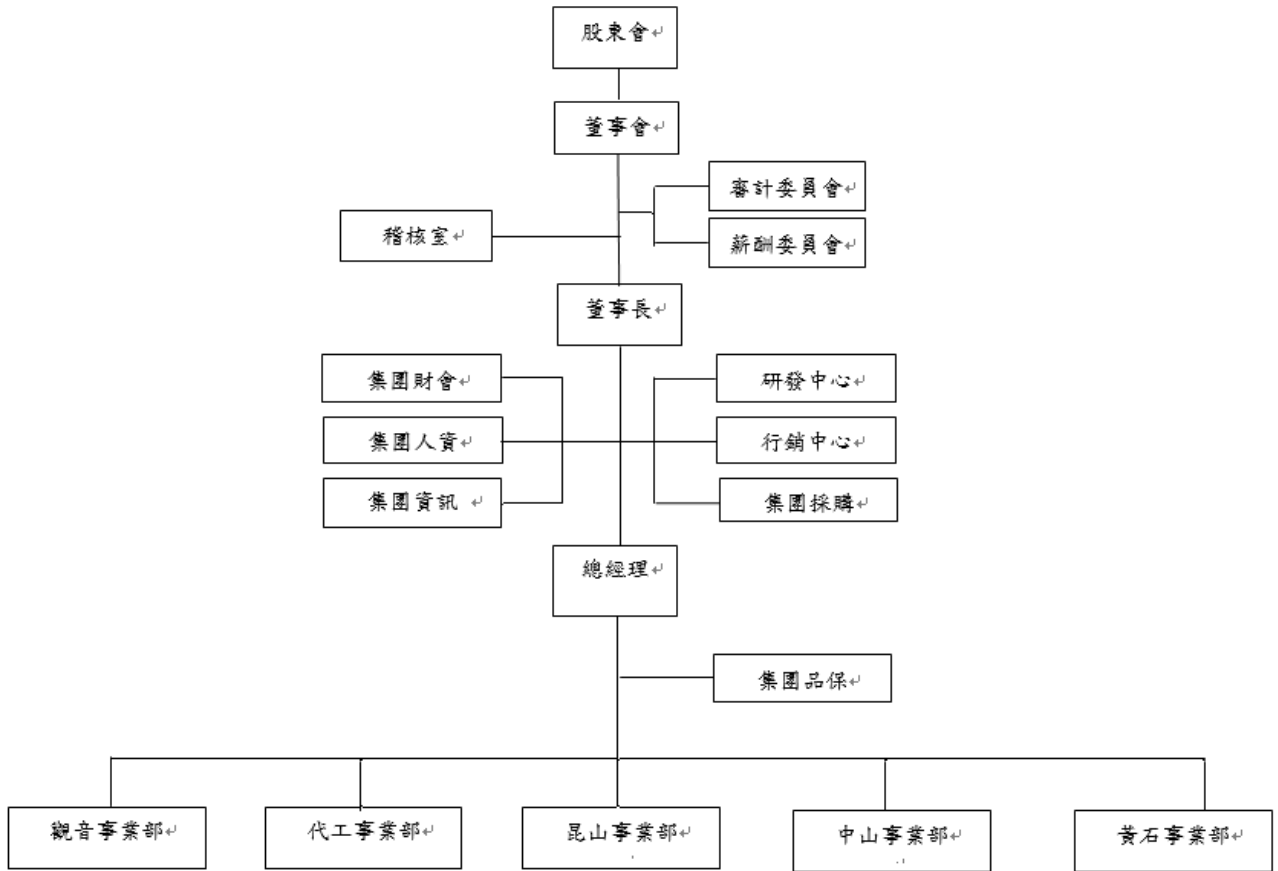 股東會
董事會
審計委員會
稽核室
薪酬委員會
董事長
集團財會
研發中心
集團人資
行銷中心
集團資訊
集團採購
總經理
集團品保
觀音事業部
代工事業部
昆山事業部
中山事業部
黃石事業部